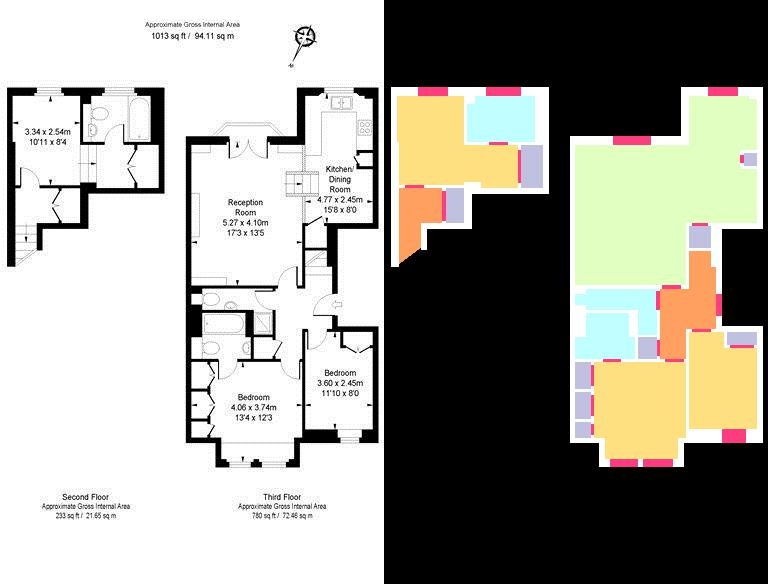 Approximate Gross Internal Area
1013 sq ft / 94.11 sq m
N
3.34 x 2.54m
10'11 x 8'4
Kitchen/
Dining
Room
4.77 x 2.45m
15'8 x 8'0
Reception
Room
5.27 x 4.10m
17'3 x 13'5
Bedroom
3.60 x 2.45m
11'10 x 8'0
Bedroom
4.06 x 3.74m
13'4 x 12'3
Second Floor
Approximate Gross Internal Area
233 sq ft / 21.65 sq m
Third Floor
Approximate Gross Internal Area
780 sq ft / 72.46 sq m